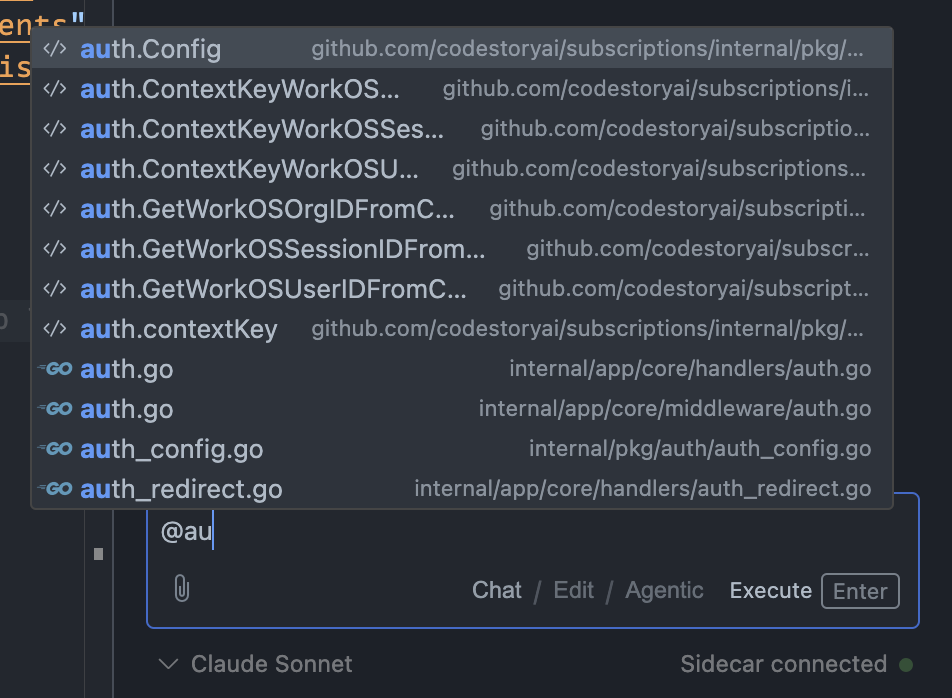 ents"
is
auth.Config github.com/codestoryai/subscriptions/internal/pkg/...
auth.ContextKeyWorkOS... github.com/codestoryai/subscriptions/i...
auth.ContextKeyWorkOSSes... github.com/codestoryai/subscriptio...
auth.ContextKeyWorkOSU... github.com/codestoryai/subscriptions...
auth.GetWorkOSOrgIDFromC... github.com/codestoryai/subscripti...
auth.GetWorkOSSessionIDFrom... github.com/codestoryai/subscr...
auth.GetWorkOSUserIDFromC... github.com/codestoryai/subscript...
auth.contextKey github.com/codestoryai/subscriptions/internal/pkg/...
GO auth.go internal/app/core/handlers/auth.go
GO auth.go internal/app/core/middleware/auth.go
GO auth_config.go internal/pkg/auth/auth_config.go
GO auth_redirect.go internal/app/core/handlers/auth_redirect.go
@au
Chat / Edit / Agentic Execute Enter
Claude Sonnet Sidecar connected